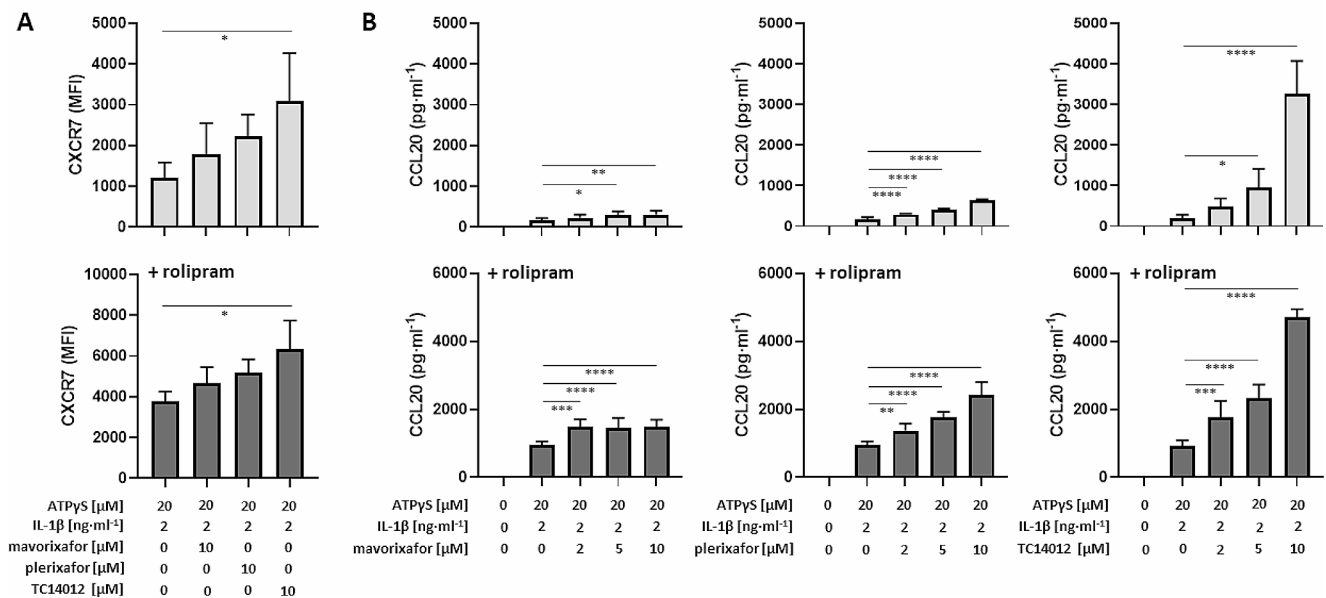 A
B
5000
4000
3000
2000
1000
0
CXCR7 (MFI)
*
5000
4000
3000
2000
1000
0
CCL20 (pg·ml⁻¹)
**
*
5000
4000
3000
2000
1000
0
CCL20 (pg·ml⁻¹)
****
****
****
5000
4000
3000
2000
1000
0
CCL20 (pg·ml⁻¹)
****
*
+ rolipram
10000
8000
6000
4000
2000
0
CXCR7 (MFI)
*
+ rolipram
6000
4000
2000
0
CCL20 (pg·ml⁻¹)
****
****
***
+ rolipram
6000
4000
2000
0
CCL20 (pg·ml⁻¹)
****
****
**
+ rolipram
6000
4000
2000
0
CCL20 (pg·ml⁻¹)
****
****
***
ATPγS [µM] 20 20 20 20
IL-1β [ng·ml⁻¹] 2 2 2 2
mavorixafor [µM] 0 10 0 0
plerixafor [µM] 0 0 10 0
TC14012 [µM] 0 0 0 10
ATPγS [µM] 0 20 20 20 20
IL-1β [ng·ml⁻¹] 0 2 2 2 2
mavorixafor [µM] 0 0 2 5 10
ATPγS [µM] 0 20 20 20 20
IL-1β [ng·ml⁻¹] 0 2 2 2 2
plerixafor [µM] 0 0 2 5 10
ATPγS [µM] 0 20 20 20 20
IL-1β [ng·ml⁻¹] 0 2 2 2 2
TC14012 [µM] 0 0 2 5 10